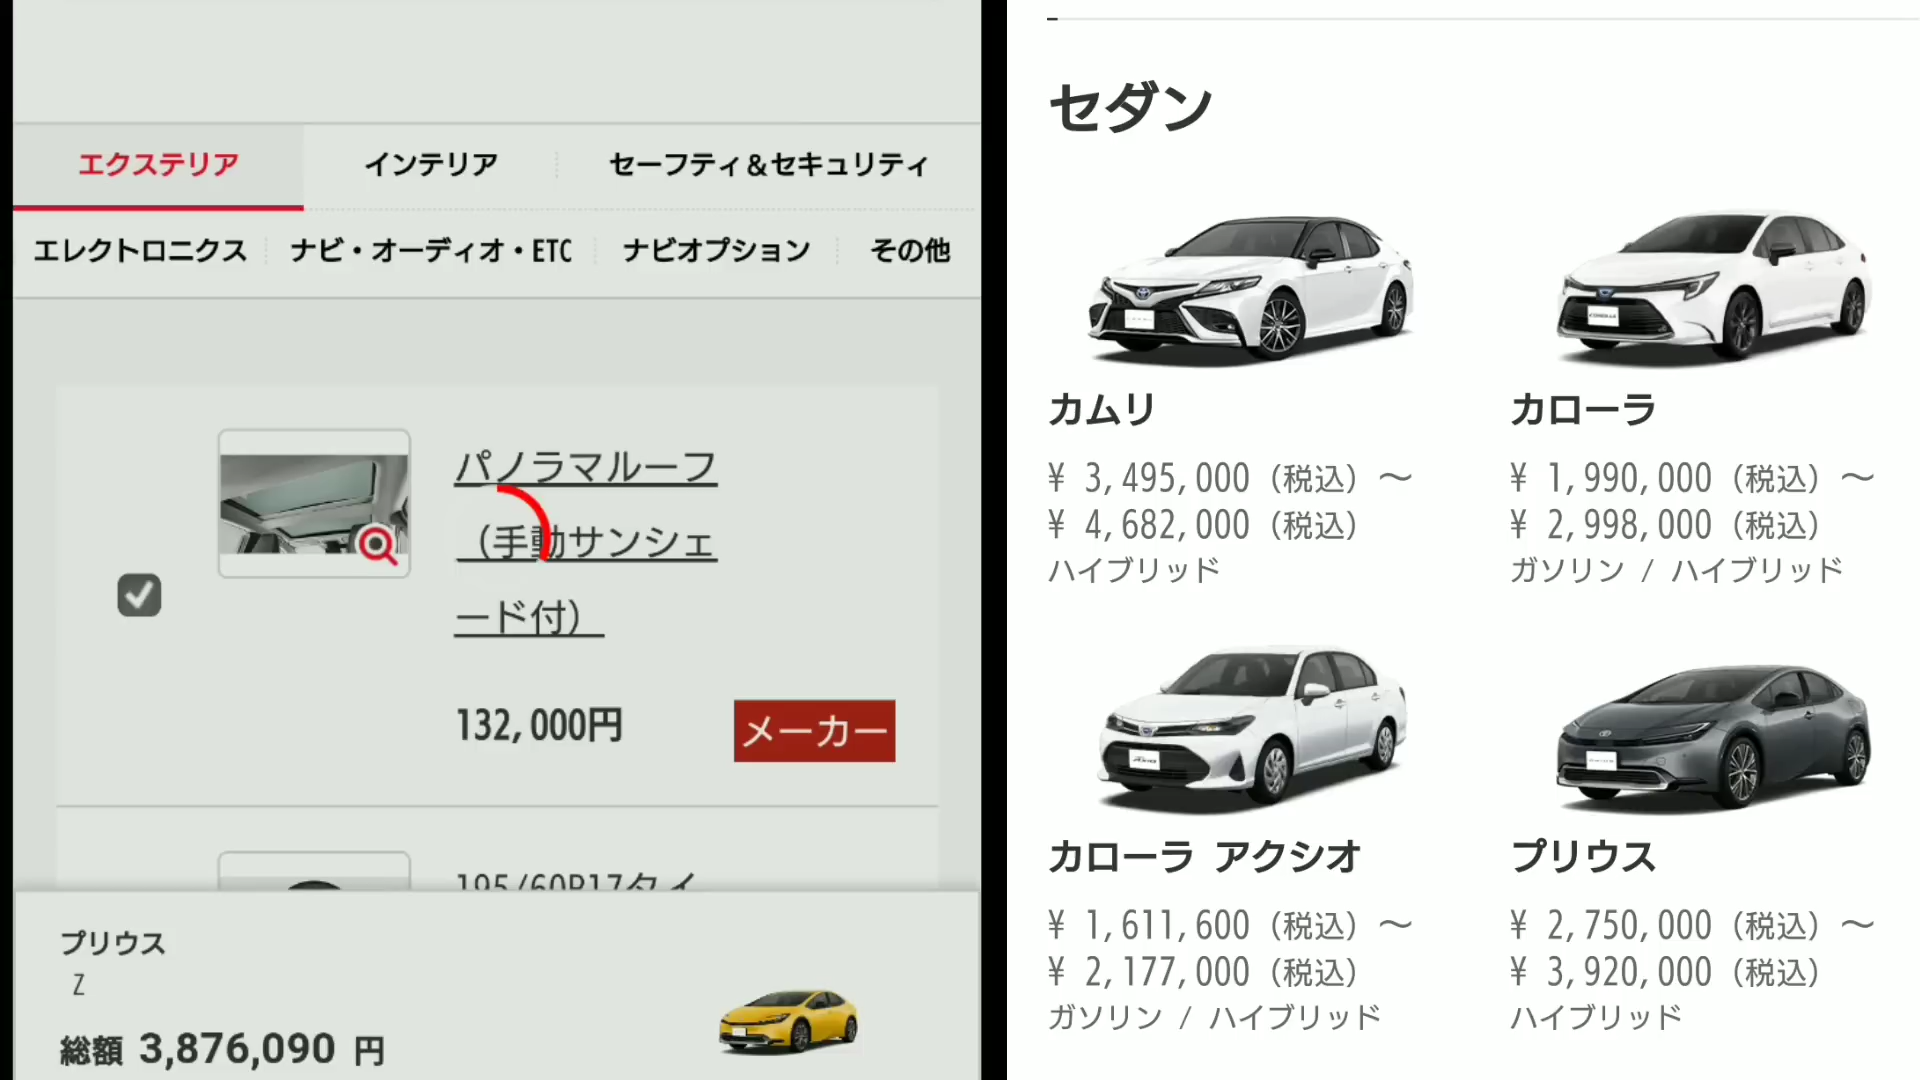 エクステリア
インテリア
セーフティ＆セキュリティ
エレクトロニクス
ナビ・オーディオ・ETC
ナビオプション
その他
パノラマルーフ
（手動サンシェ
ード付）
132,000円
メーカー
195/60R17タイ
プリウス
Z
総額 3,876,090 円
セダン
カムリ
¥ 3,495,000（税込）～
¥ 4,682,000（税込）
ハイブリッド
カローラ
¥ 1,990,000（税込）～
¥ 2,998,000（税込）
ガソリン / ハイブリッド
カローラ アクシオ
¥ 1,611,600（税込）～
¥ 2,177,000（税込）
ガソリン / ハイブリッド
プリウス
¥ 2,750,000（税込）～
¥ 3,920,000（税込）
ハイブリッド